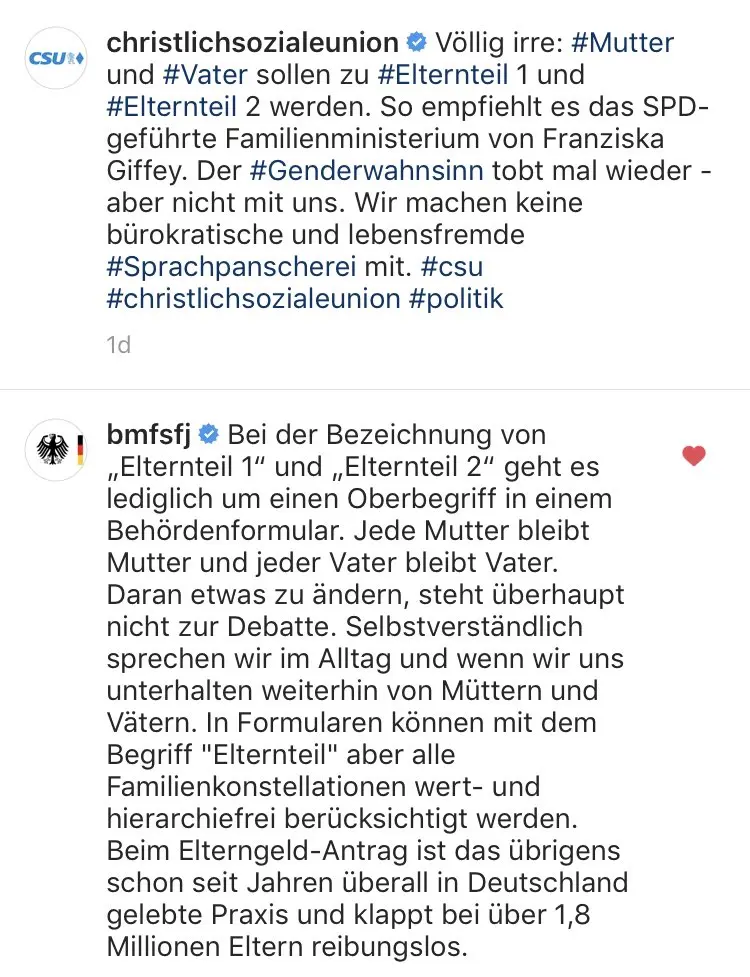 CSU
christlichsozialeunion Völlig irre: #Mutter
und #Vater sollen zu #Elternteil 1 und
#Elternteil 2 werden. So empfiehlt es das SPD-
geführte Familienministerium von Franziska
Giffey. Der #Genderwahnsinn tobt mal wieder -
aber nicht mit uns. Wir machen keine
bürokratische und lebensfremde
#Sprachpanscherei mit. #csu
#christlichsozialeunion #politik
1d
bmfsfj Bei der Bezeichnung von
„Elternteil 1“ und „Elternteil 2“ geht es
lediglich um einen Oberbegriff in einem
Behördenformular. Jede Mutter bleibt
Mutter und jeder Vater bleibt Vater.
Daran etwas zu ändern, steht überhaupt
nicht zur Debatte. Selbstverständlich
sprechen wir im Alltag und wenn wir uns
unterhalten weiterhin von Müttern und
Vätern. In Formularen können mit dem
Begriff "Elternteil" aber alle
Familienkonstellationen wert- und
hierarchiefrei berücksichtigt werden.
Beim Elterngeld-Antrag ist das übrigens
schon seit Jahren überall in Deutschland
gelebte Praxis und klappt bei über 1,8
Millionen Eltern reibungslos.